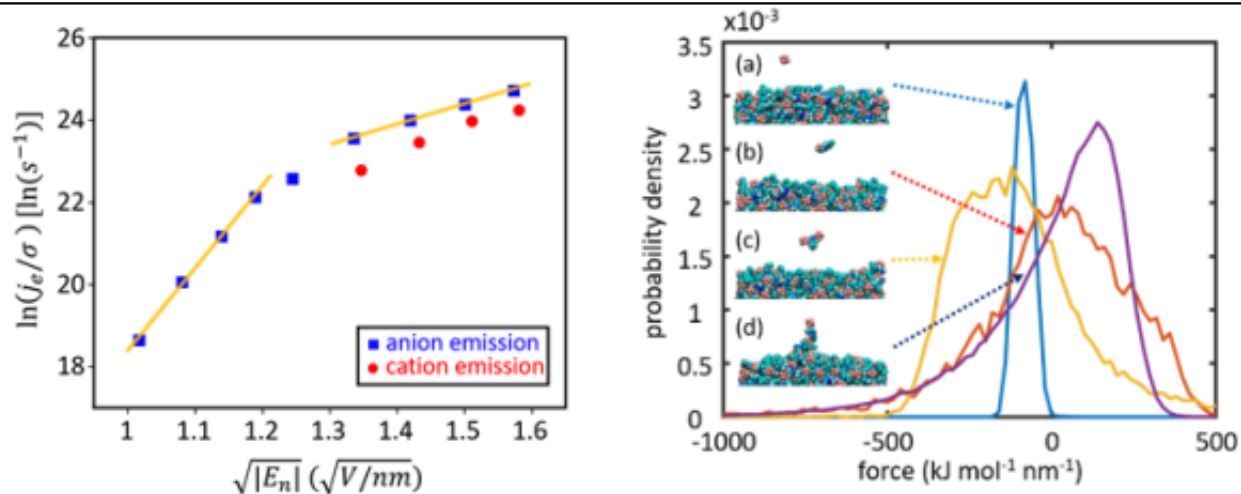 26
24
22
20
18
ln(j_e/σ) [ln(s⁻¹)]
anion emission
cation emission
1 1.1 1.2 1.3 1.4 1.5 1.6
√|E_n| (√V/nm)
x10⁻³
3.5
3
2.5
2
1.5
1
0.5
0
probability density
(a)
(b)
(c)
(d)
-1000 -500 0 500
force (kJ mol⁻¹ nm⁻¹)